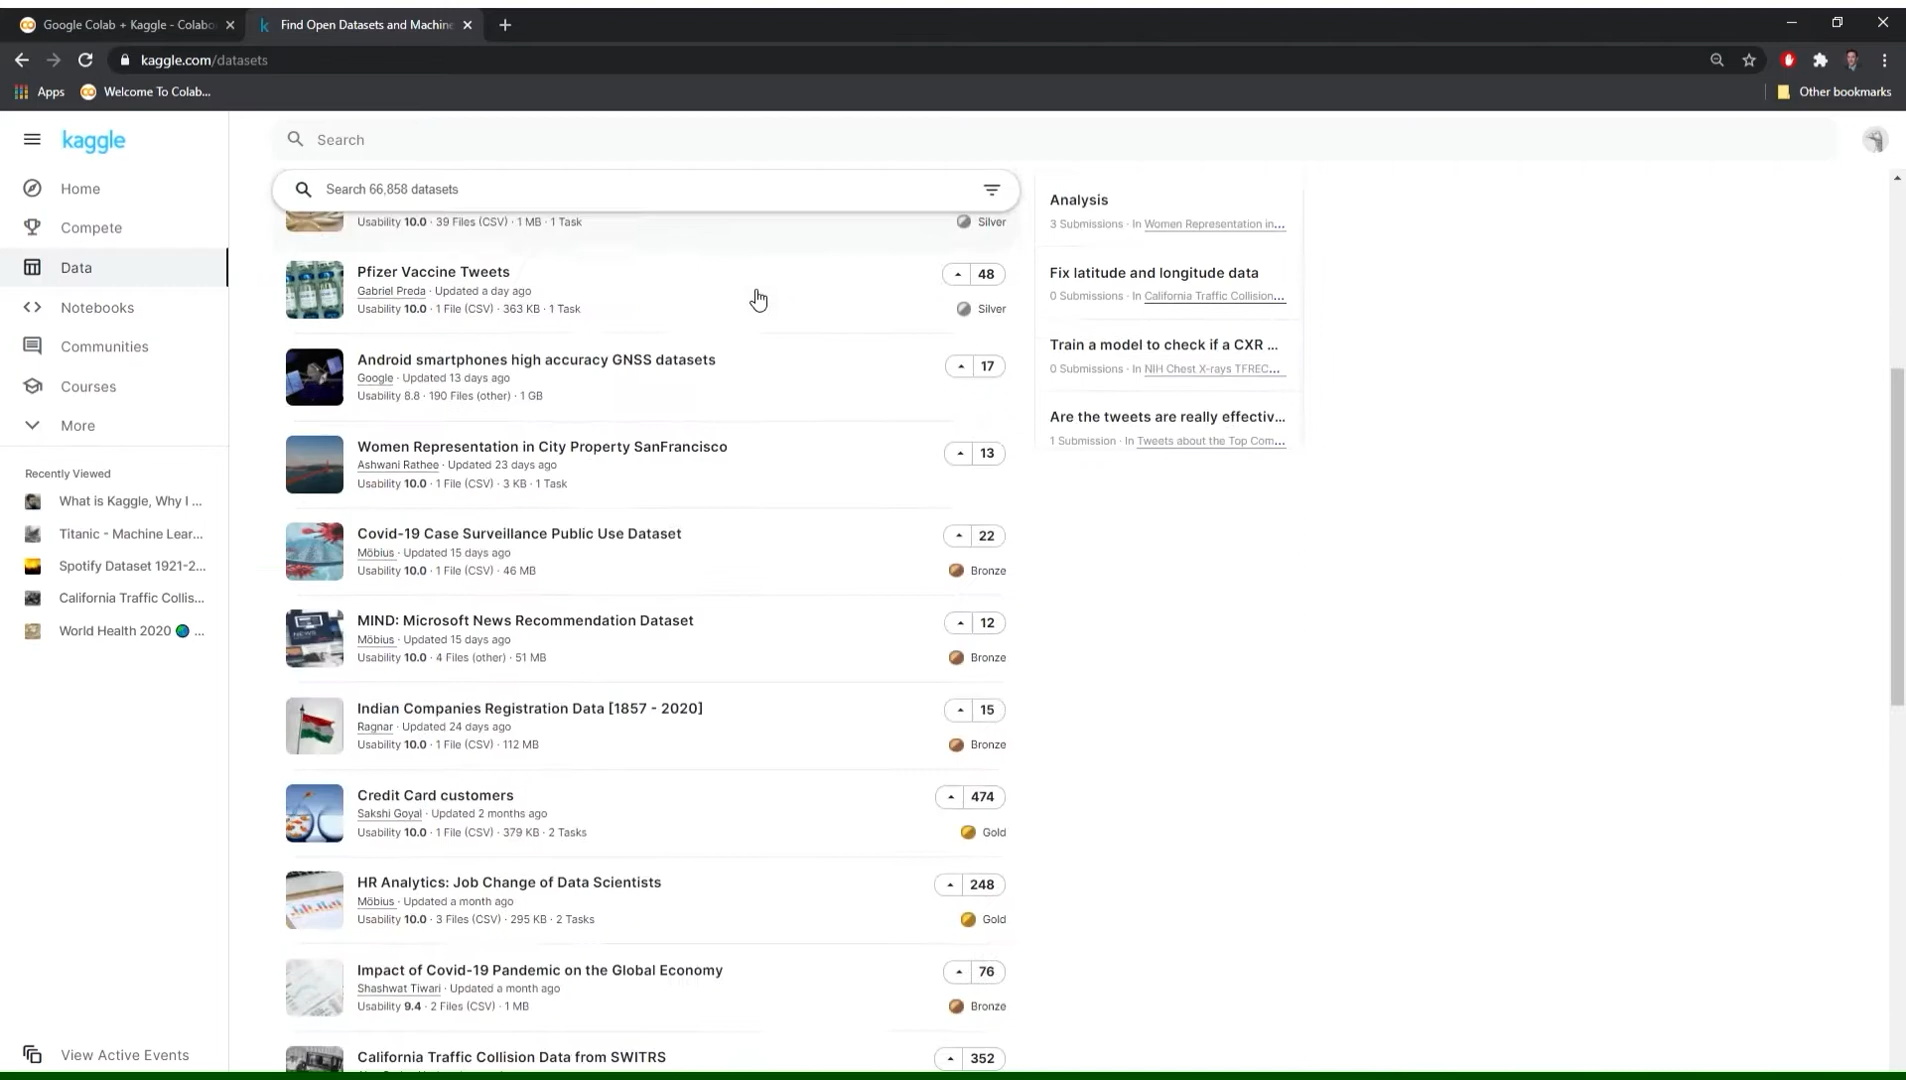 Google Colab + Kaggle - Colabo
Find Open Datasets and Machine
kaggle.com/datasets
Apps
Welcome To Colab...
Other bookmarks
kaggle
Search
Home
Compete
Data
Notebooks
Communities
Courses
More
Recently Viewed
What is Kaggle, Why I ...
Titanic - Machine Lear...
Spotify Dataset 1921-2...
California Traffic Collis...
World Health 2020 ...
View Active Events
Search 66,858 datasets
Usability 10.0 · 39 Files (CSV) · 1 MB · 1 Task
Silver
Pfizer Vaccine Tweets
48
Gabriel Preda · Updated a day ago
Usability 10.0 · 1 File (CSV) · 363 KB · 1 Task
Silver
Android smartphones high accuracy GNSS datasets
17
Google · Updated 13 days ago
Usability 8.8 · 190 Files (other) · 1 GB
Women Representation in City Property SanFrancisco
13
Ashwani Rathee · Updated 23 days ago
Usability 10.0 · 1 File (CSV) · 3 KB · 1 Task
Covid-19 Case Surveillance Public Use Dataset
22
Möbius · Updated 15 days ago
Usability 10.0 · 1 File (CSV) · 46 MB
Bronze
MIND: Microsoft News Recommendation Dataset
12
Möbius · Updated 15 days ago
Usability 10.0 · 4 Files (other) · 51 MB
Bronze
Indian Companies Registration Data [1857 - 2020]
15
Ragnar · Updated 24 days ago
Usability 10.0 · 1 File (CSV) · 112 MB
Bronze
Credit Card customers
474
Sakshi Goyal · Updated 2 months ago
Usability 10.0 · 1 File (CSV) · 379 KB · 2 Tasks
Gold
HR Analytics: Job Change of Data Scientists
248
Möbius · Updated a month ago
Usability 10.0 · 3 Files (CSV) · 295 KB · 2 Tasks
Gold
Impact of Covid-19 Pandemic on the Global Economy
76
Shashwat Tiwari · Updated a month ago
Usability 9.4 · 2 Files (CSV) · 1 MB
Bronze
California Traffic Collision Data from SWITRS
352
Analysis
3 Submissions · In Women Representation in...
Fix latitude and longitude data
0 Submissions · In California Traffic Collision...
Train a model to check if a CXR ...
0 Submissions · In NIH Chest X-rays TFREC...
Are the tweets are really effectiv...
1 Submission · In Tweets about the Top Com...